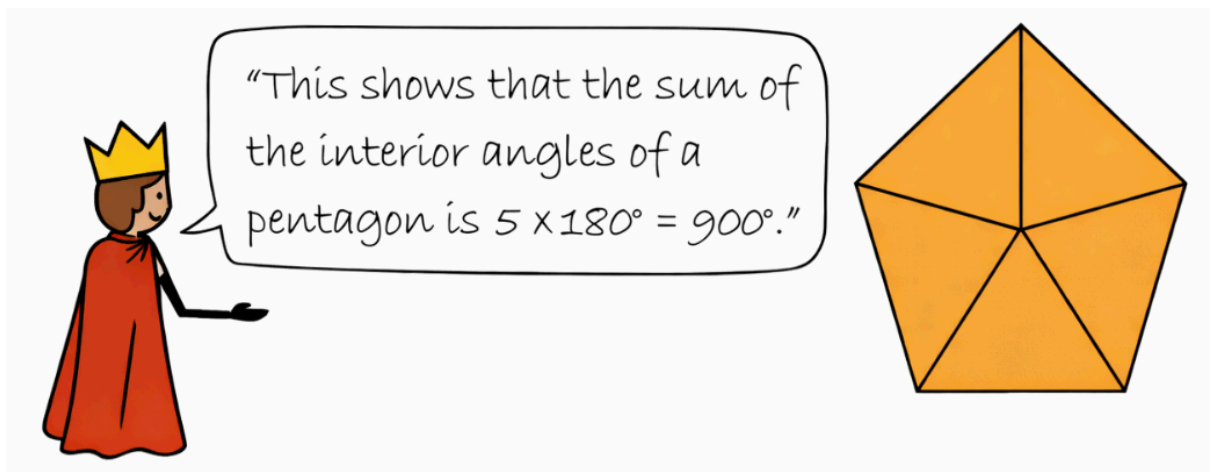 “This shows that the sum of
the interior angles of a
pentagon is 5 x 180° = 900°.”